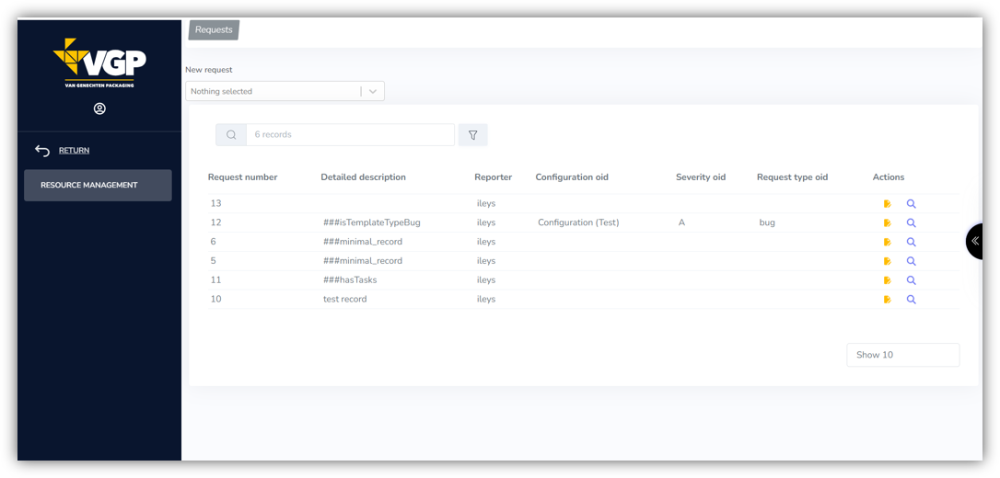 Requests
VGP
VAN GENECHTEN PACKAGING
RETURN
RESOURCE MANAGEMENT
New request
Nothing selected
6 records
Request number Detailed description Reporter Configuration oid Severity oid Request type oid Actions
13 ileys
12 ###isTemplateTypeBug ileys Configuration (Test) A bug
6 ###minimal_record ileys
5 ###minimal_record ileys
11 ###hasTasks ileys
10 test record ileys
Show 10